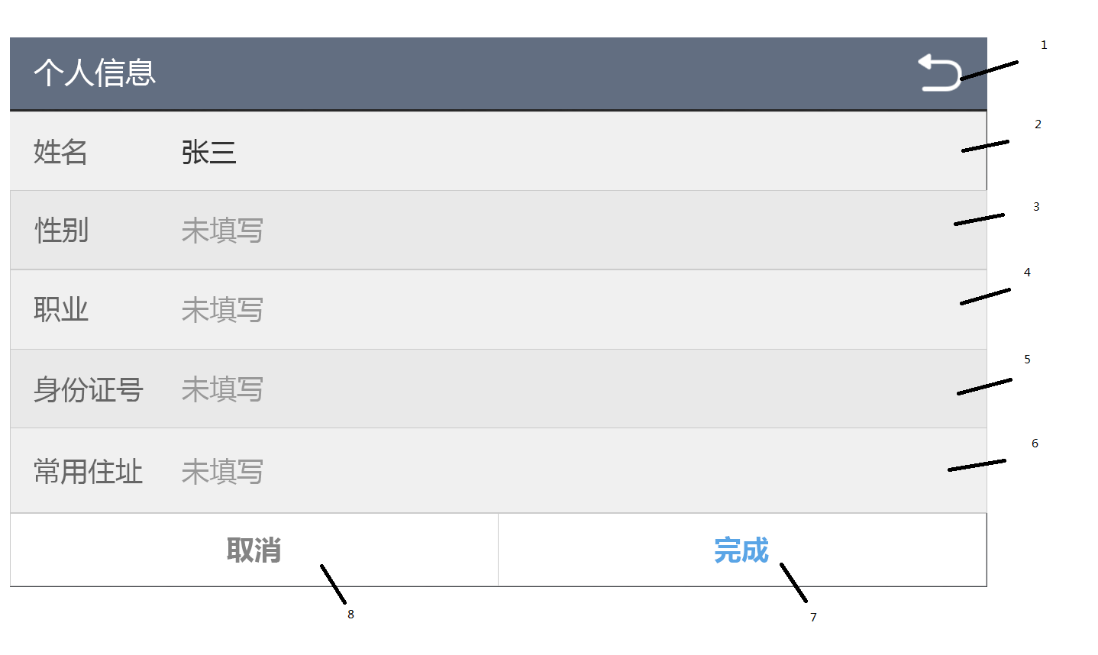 个人信息
1
姓名 张三
2
性别 未填写
3
职业 未填写
4
身份证号 未填写
5
常用住址 未填写
6
取消 完成
8 7